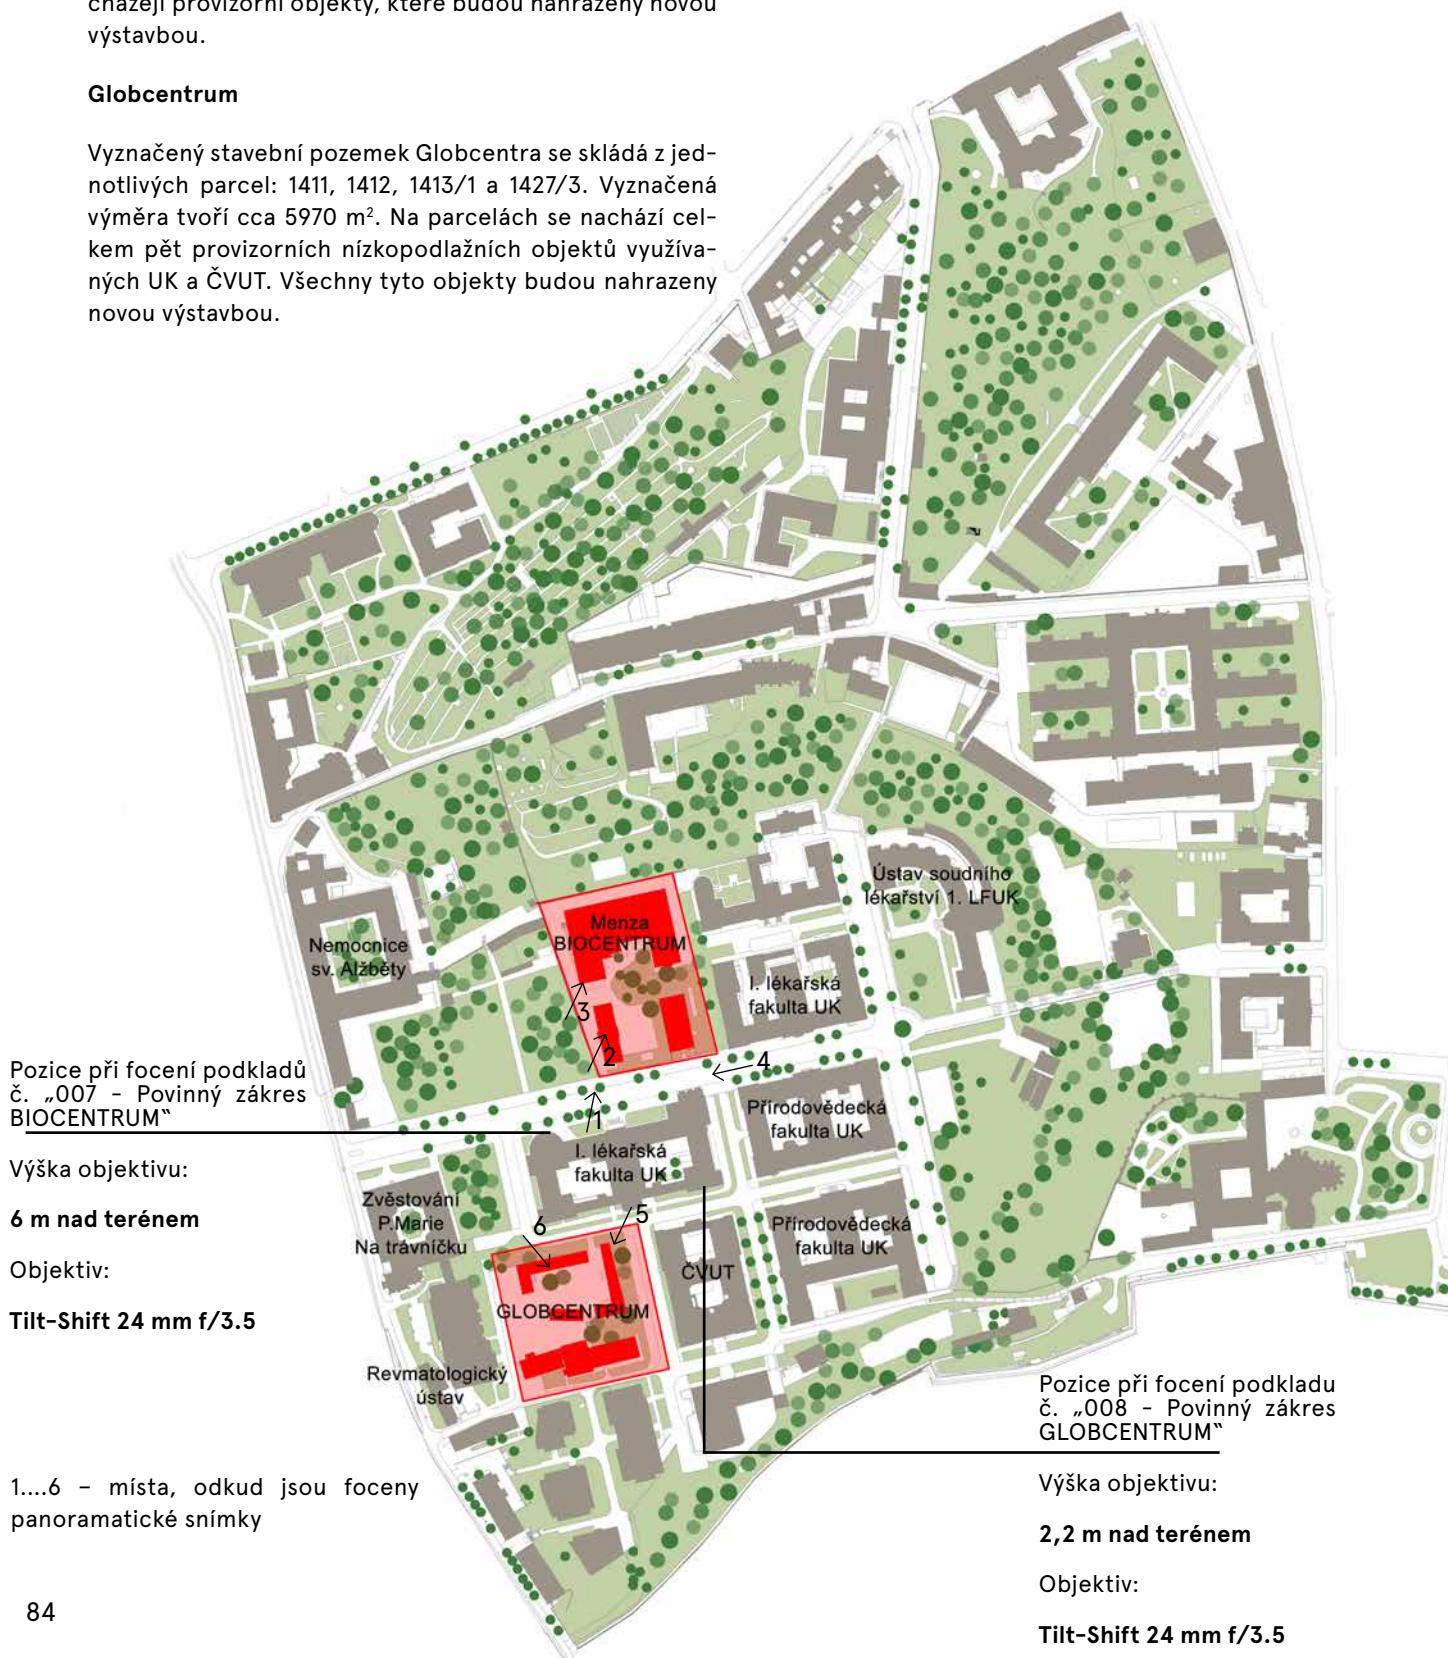 cházejí provizorní objekty, které budou nahrazeny novou
výstavbou.
Globcentrum
Vyznačený stavební pozemek Globcentra se skládá z jed-
notlivých parcel: 1411, 1412, 1413/1 a 1427/3. Vyznačená
výměra tvoří cca 5970 m². Na parcelách se nachází cel-
kem pět provizorních nízkopodlažních objektů využíva-
ných UK a ČVUT. Všechny tyto objekty budou nahrazeny
novou výstavbou.
Ústav soudního
lékařství 1. LFUK
Menza
BIOCENTRUM
Nemocnice
sv. Alžběty
I. lékařská
fakulta UK
3
2
4
1
Přírodovědecká
fakulta UK
I. lékařská
fakulta UK
Zvěstování
P.Marie
Na trávníčku
6
5
Přírodovědecká
fakulta UK
ČVUT
GLOBCENTRUM
Revmatologický
ústav
Pozice při focení podkladů
č. „007 - Povinný zákres
BIOCENTRUM“
Výška objektivu:
6 m nad terénem
Objektiv:
Tilt-Shift 24 mm f/3.5
1....6 – místa, odkud jsou foceny
panoramatické snímky
Pozice při focení podkladu
č. „008 - Povinný zákres
GLOBCENTRUM“
Výška objektivu:
2,2 m nad terénem
Objektiv:
Tilt-Shift 24 mm f/3.5
84